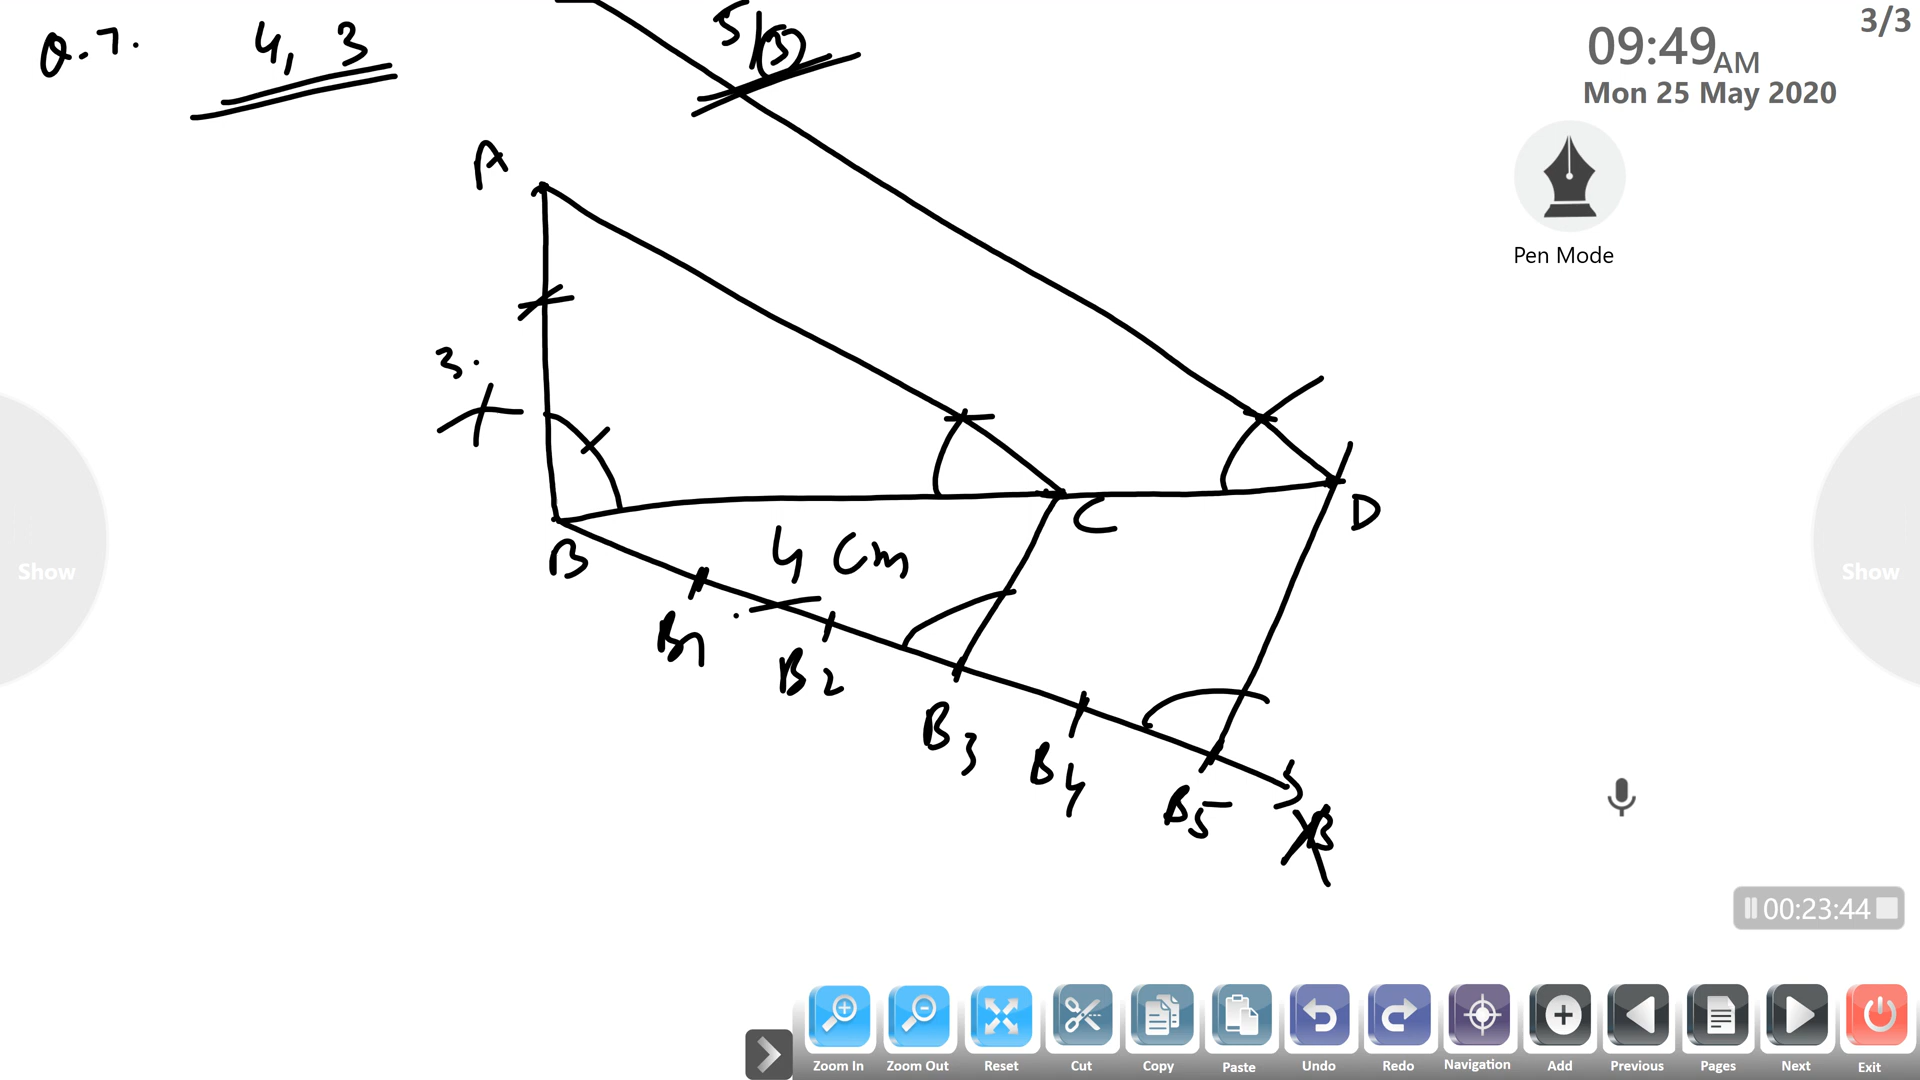 Q.7. 4, 3 5/3
3/3
09:49 AM
Mon 25 May 2020
Pen Mode
A
3.
C
D
B
4 cm
B1
B2
B3
B4
B5
Show
Show
00:23:44
Zoom In Zoom Out Reset Cut Copy Paste Undo Redo Navigation Add Previous Pages Next Exit